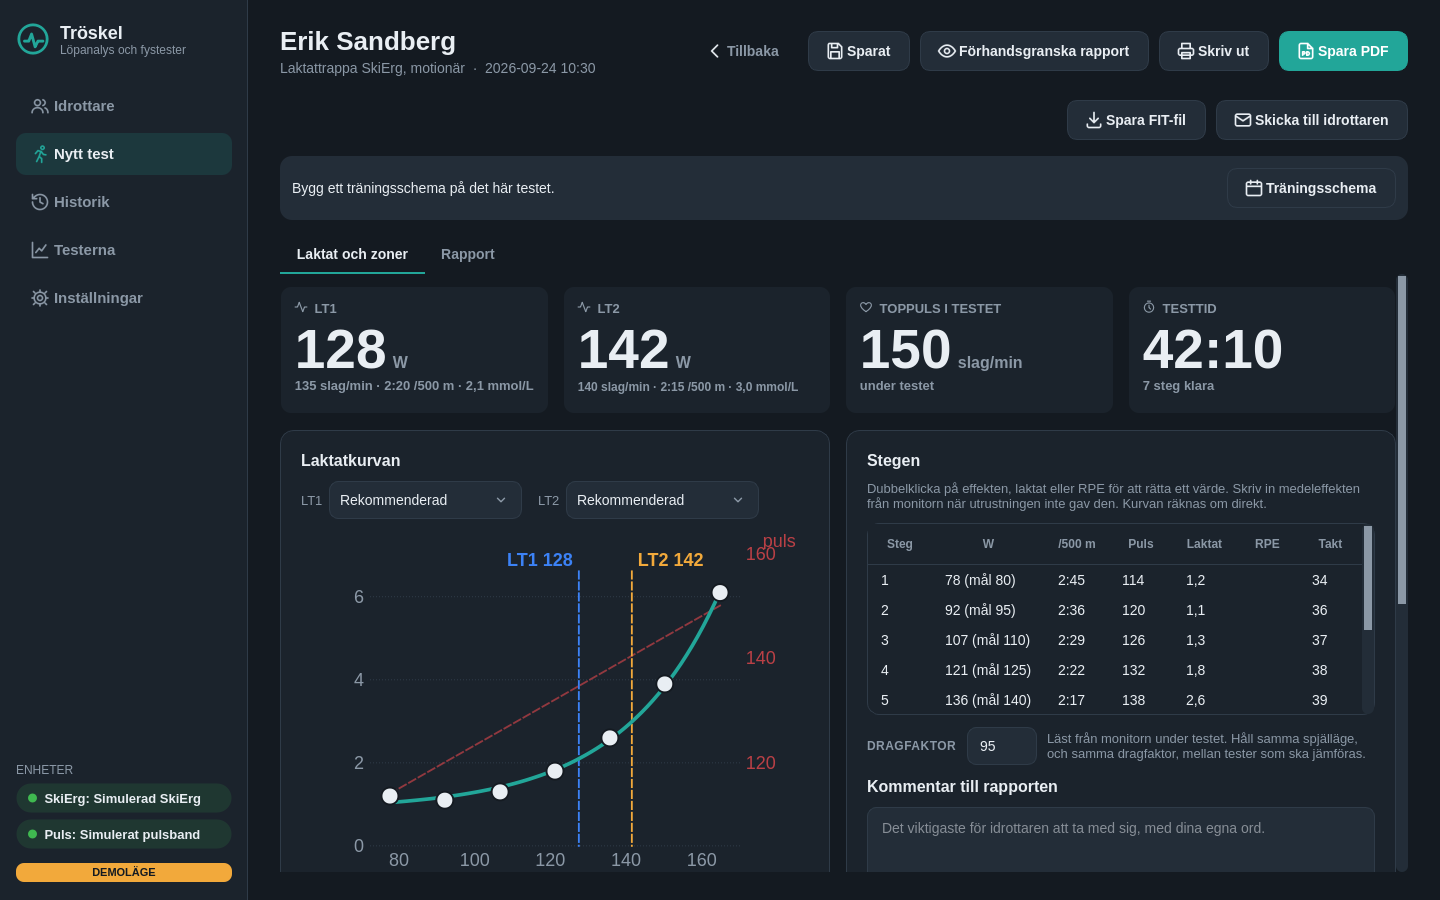 Tröskel
Löpanalys och fystester
Idrottare
Nytt test
Historik
Testerna
Inställningar
ENHETER
SkiErg: Simulerad SkiErg
Puls: Simulerat pulsband
DEMOLÄGE
Erik Sandberg
Laktattrappa SkiErg, motionär · 2026-09-24 10:30
Tillbaka
Sparat
Förhandsgranska rapport
Skriv ut
Spara PDF
Spara FIT-fil
Skicka till idrottaren
Bygg ett träningsschema på det här testet.
Träningsschema
Laktat och zoner
Rapport
LT1
128 W
135 slag/min · 2:20 /500 m · 2,1 mmol/L
LT2
142 W
140 slag/min · 2:15 /500 m · 3,0 mmol/L
TOPPULS I TESTET
150 slag/min
under testet
TESTTID
42:10
7 steg klara
Laktatkurvan
LT1 Rekommenderad
LT2 Rekommenderad
puls
LT1 128
LT2 142
160
6
140
4
2
120
0
80 100 120 140 160
Stegen
Dubbelklicka på effekten, laktat eller RPE för att rätta ett värde. Skriv in medeleffekten
från monitorn när utrustningen inte gav den. Kurvan räknas om direkt.
Steg W /500 m Puls Laktat RPE Takt
1 78 (mål 80) 2:45 114 1,2 34
2 92 (mål 95) 2:36 120 1,1 36
3 107 (mål 110) 2:29 126 1,3 37
4 121 (mål 125) 2:22 132 1,8 38
5 136 (mål 140) 2:17 138 2,6 39
DRAGFAKTOR 95
Läst från monitorn under testet. Håll samma spjälläge,
och samma dragfaktor, mellan tester som ska jämföras.
Kommentar till rapporten
Det viktigaste för idrottaren att ta med sig, med dina egna ord.